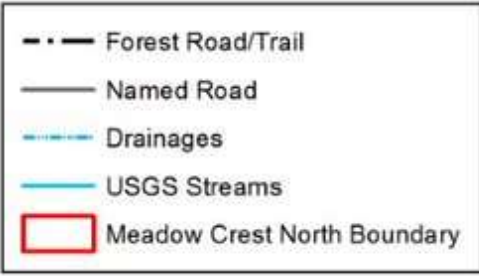 Forest Road/Trail
Named Road
Drainages
USGS Streams
Meadow Crest North Boundary